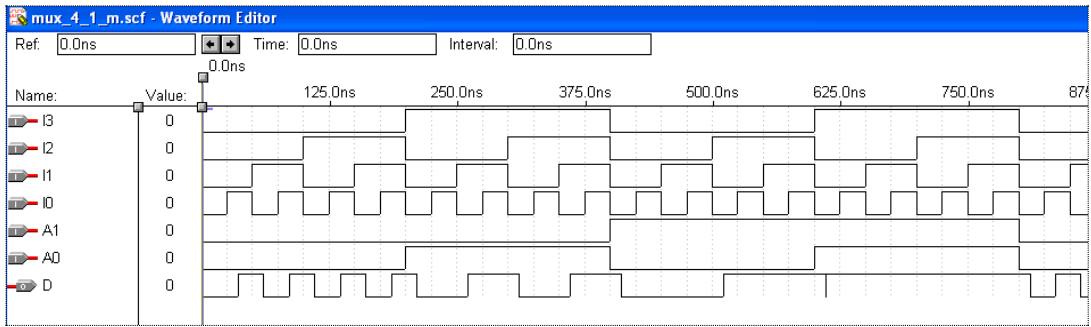 mux_4_1_m.scf - Waveform Editor
Ref: 0.0ns Time: 0.0ns Interval: 0.0ns
0.0ns
Name: Value: 125.0ns 250.0ns 375.0ns 500.0ns 625.0ns 750.0ns 875
I3 0
I2 0
I1 0
I0 0
A1 0
A0 0
D 0